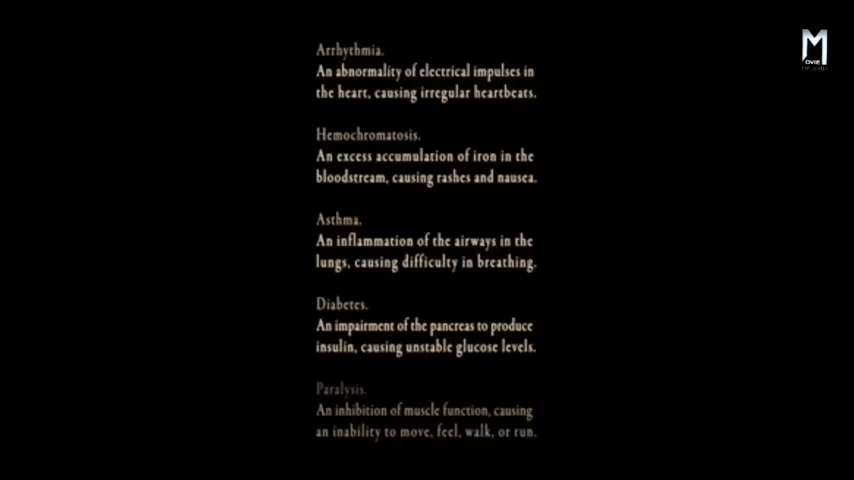 Arrhythmia.
An abnormality of electrical impulses in
the heart, causing irregular heartbeats.
Hemochromatosis.
An excess accumulation of iron in the
bloodstream, causing rashes and nausea.
Asthma.
An inflammation of the airways in the
lungs, causing difficulty in breathing.
Diabetes.
An impairment of the pancreas to produce
insulin, causing unstable glucose levels.
Paralysis.
An inhibition of muscle function, causing
an inability to move, feel, walk, or run.
M
OVIE